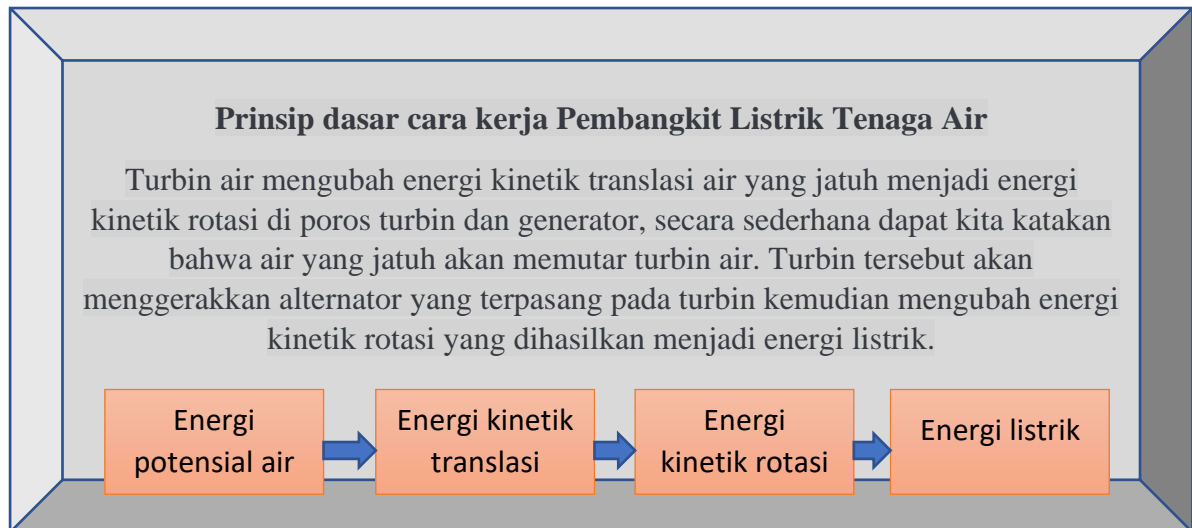 Prinsip dasar cara kerja Pembangkit Listrik Tenaga Air
Turbin air mengubah energi kinetik translasi air yang jatuh menjadi energi
kinetik rotasi di poros turbin dan generator, secara sederhana dapat kita katakan
bahwa air yang jatuh akan memutar turbin air. Turbin tersebut akan
menggerakkan alternator yang terpasang pada turbin kemudian mengubah energi
kinetik rotasi yang dihasilkan menjadi energi listrik.
Energi
potensial air
Energi kinetik
translasi
Energi
kinetik rotasi
Energi listrik